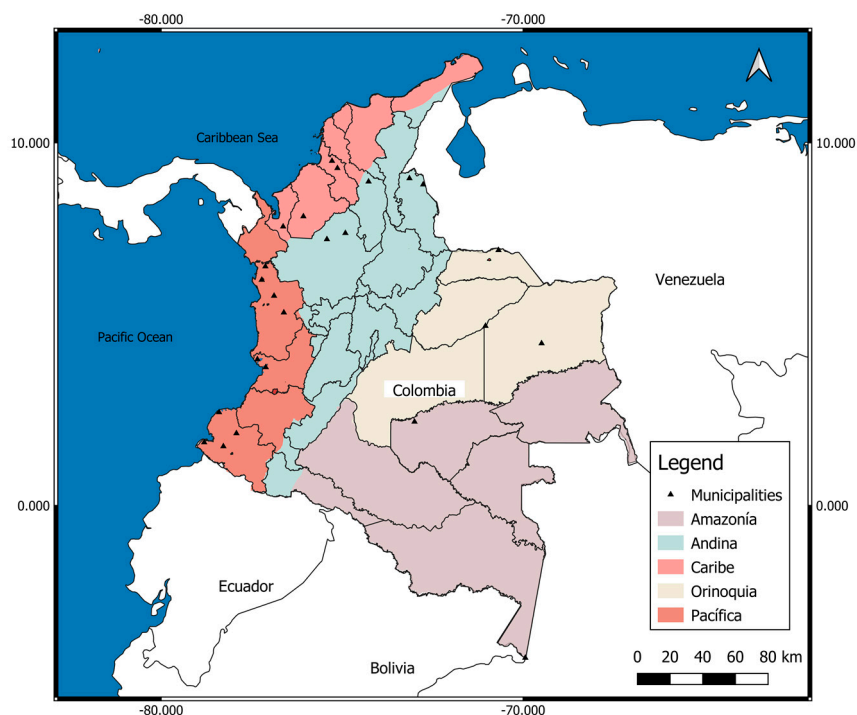 -80.000 -70.000
Caribbean Sea
10.000 10.000
Venezuela
Pacific Ocean
Colombia
Legend
Municipalities
Amazonía
Andina
Caribe
Orinoquia
Pacífica
0.000 0.000
Ecuador
Bolivia
0 20 40 60 80 km
-80.000 -70.000